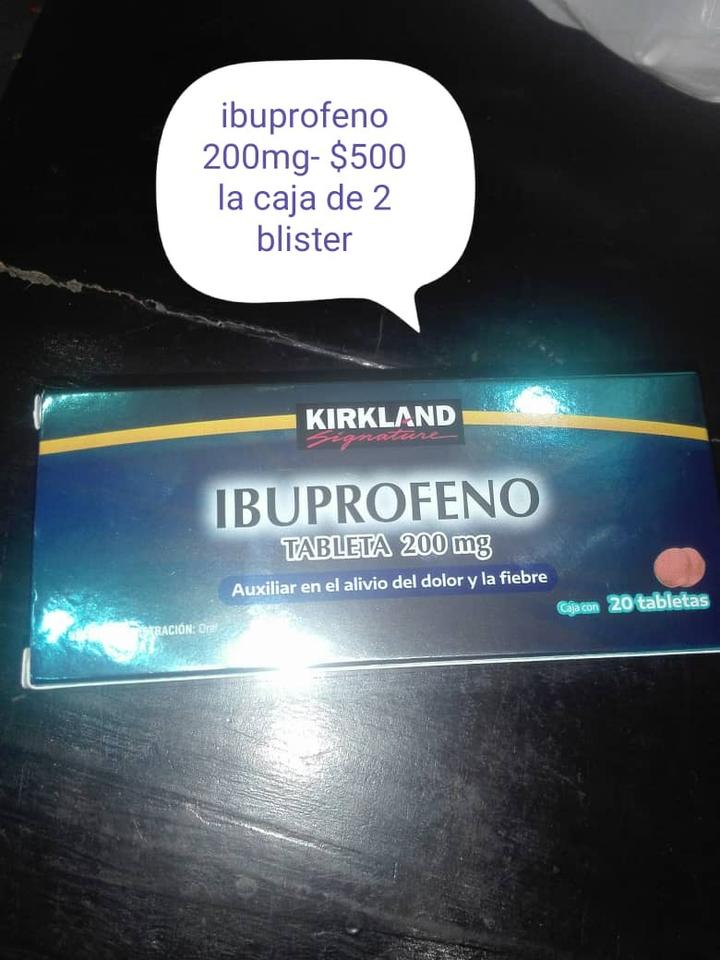 ibuprofeno
200mg- $500
la caja de 2
blister
KIRKLAND
Signature
IBUPROFENO
TABLETA 200 mg
Auxiliar en el alivio del dolor y la fiebre
Caja con 20 tabletas
Oral